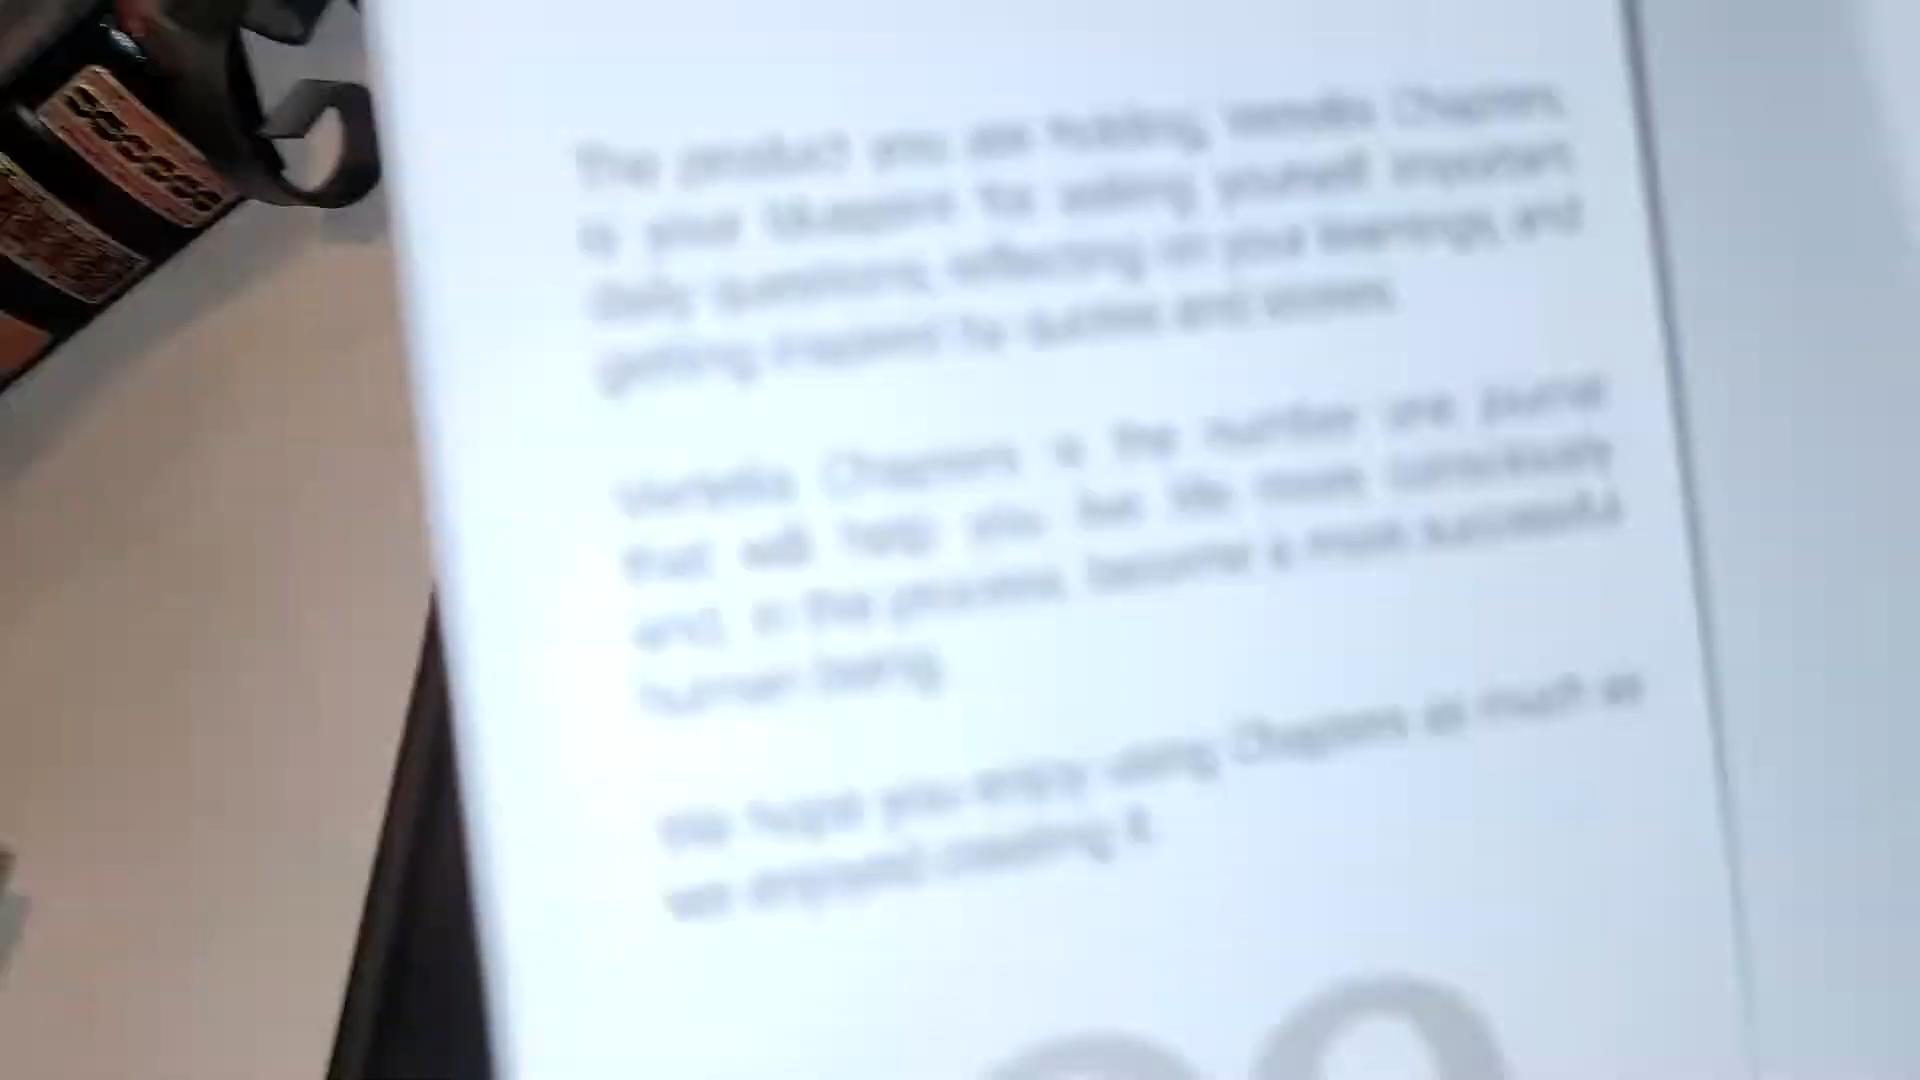 The product you are holding, Chapters,
is your blueprint for asking yourself important
daily questions, reflecting on your learnings, and
getting inspired by quotes and stories.
Chapters is the number one journal
that will help you live life more consciously
and, in the process, become a more successful
human being.
We hope you enjoy using Chapters as much as
we enjoyed creating it.